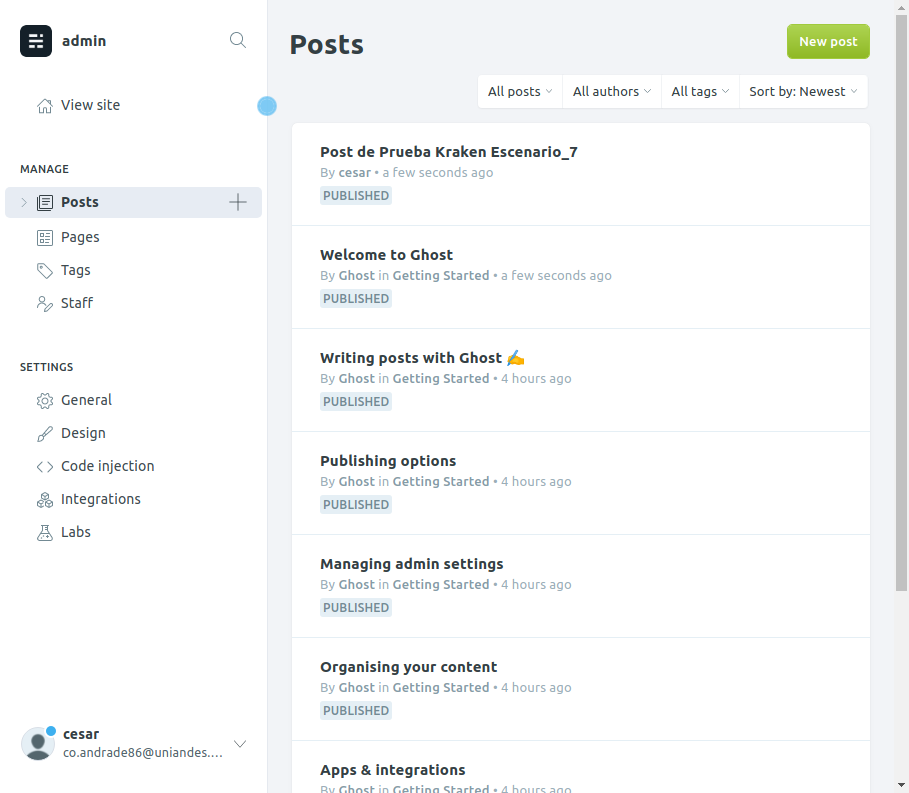 admin
View site
MANAGE
Posts
Pages
Tags
Staff
SETTINGS
General
Design
Code injection
Integrations
Labs
cesar
co.andrade86@uniandes....
Posts
New post
All posts All authors All tags Sort by: Newest
Post de Prueba Kraken Escenario_7
By cesar • a few seconds ago
PUBLISHED
Welcome to Ghost
By Ghost in Getting Started • a few seconds ago
PUBLISHED
Writing posts with Ghost ✍️
By Ghost in Getting Started • 4 hours ago
PUBLISHED
Publishing options
By Ghost in Getting Started • 4 hours ago
PUBLISHED
Managing admin settings
By Ghost in Getting Started • 4 hours ago
PUBLISHED
Organising your content
By Ghost in Getting Started • 4 hours ago
PUBLISHED
Apps & integrations
By Ghost in Getting Started • 4 hours ago